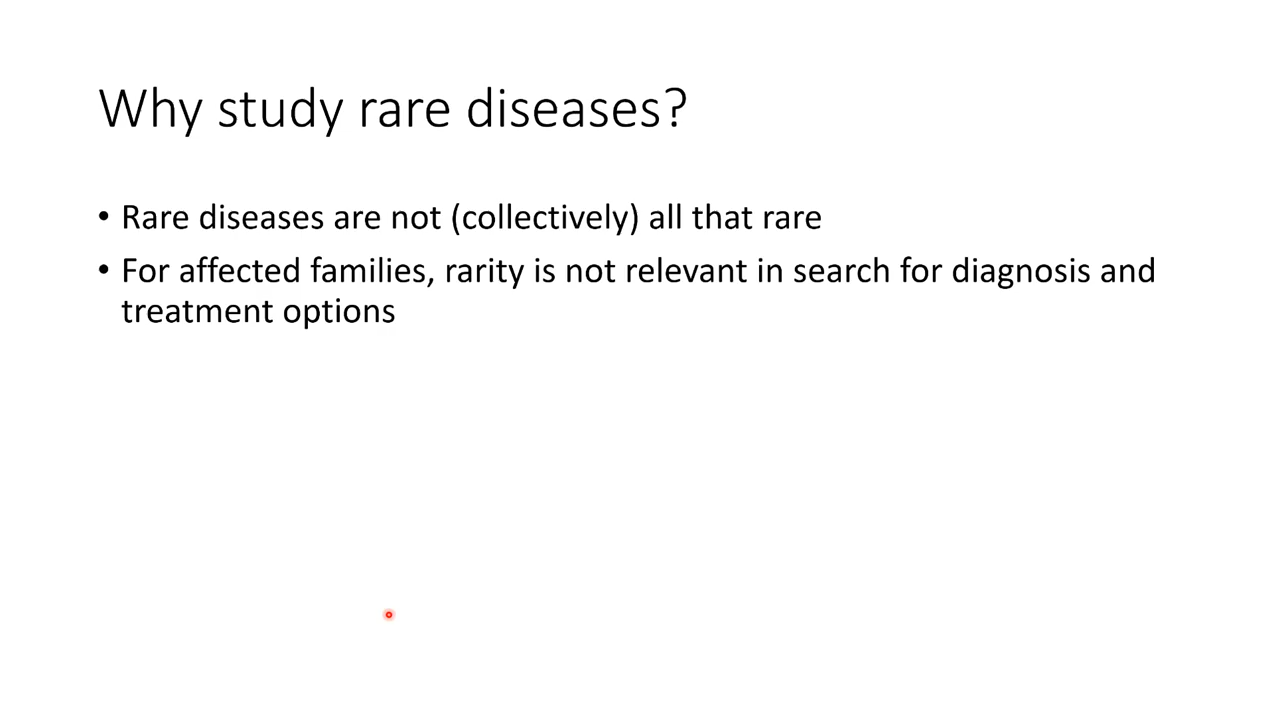 Why study rare diseases?
• Rare diseases are not (collectively) all that rare
• For affected families, rarity is not relevant in search for diagnosis and
treatment options